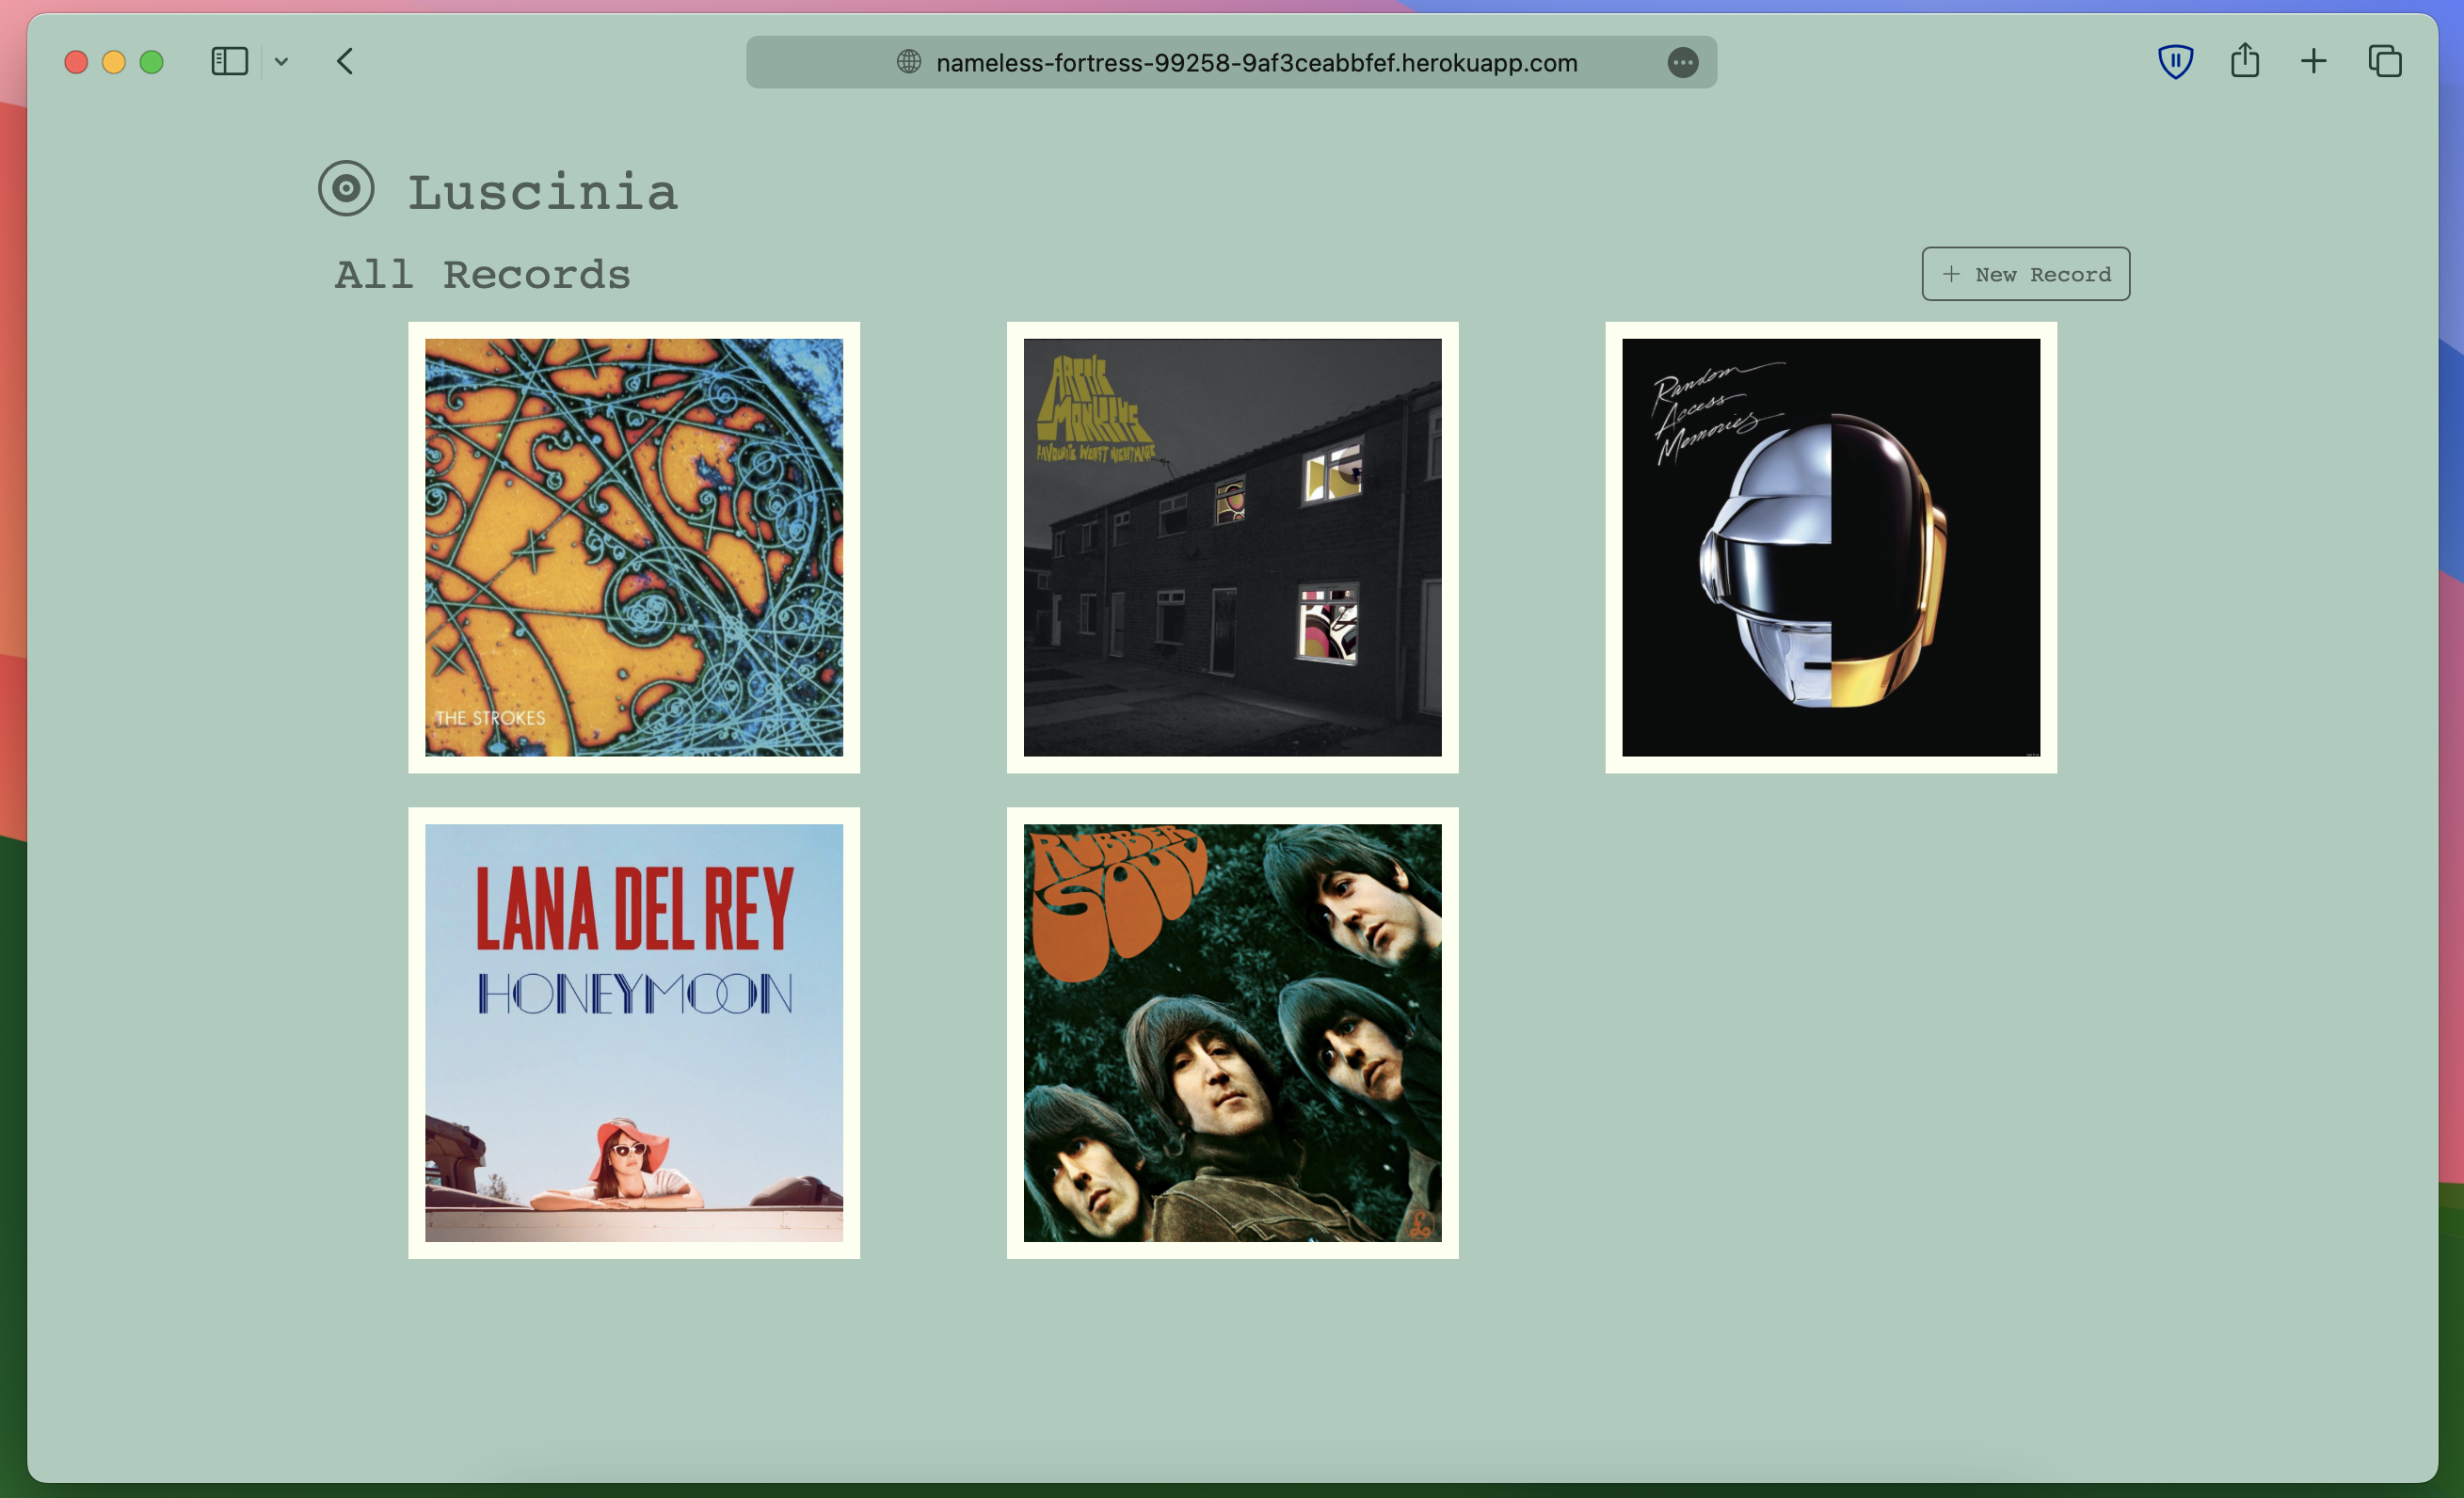 nameless-fortress-99258-9af3ceabbfef.herokuapp.com
Luscinia
All Records
+ New Record
THE STROKES
ARCTIC
MONKEYS
FAVOURITE WORST NIGHTMARE
Random
Access
Memories
LANA DEL REY
HONEYMOON
RUBBER
SOUL